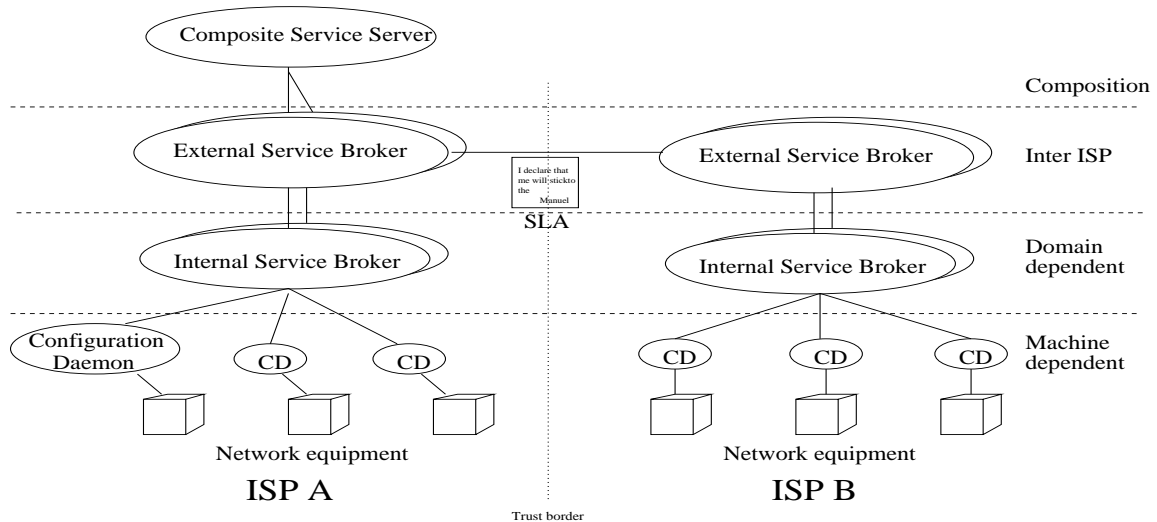 Composite Service Server
Composition
External Service Broker
External Service Broker
Inter ISP
I declare that
me will stickto
the
Manuel
SLA
Internal Service Broker
Internal Service Broker
Domain
dependent
Configuration
Daemon
CD
CD
CD
CD
CD
Machine
dependent
Network equipment
Network equipment
ISP A
ISP B
Trust border